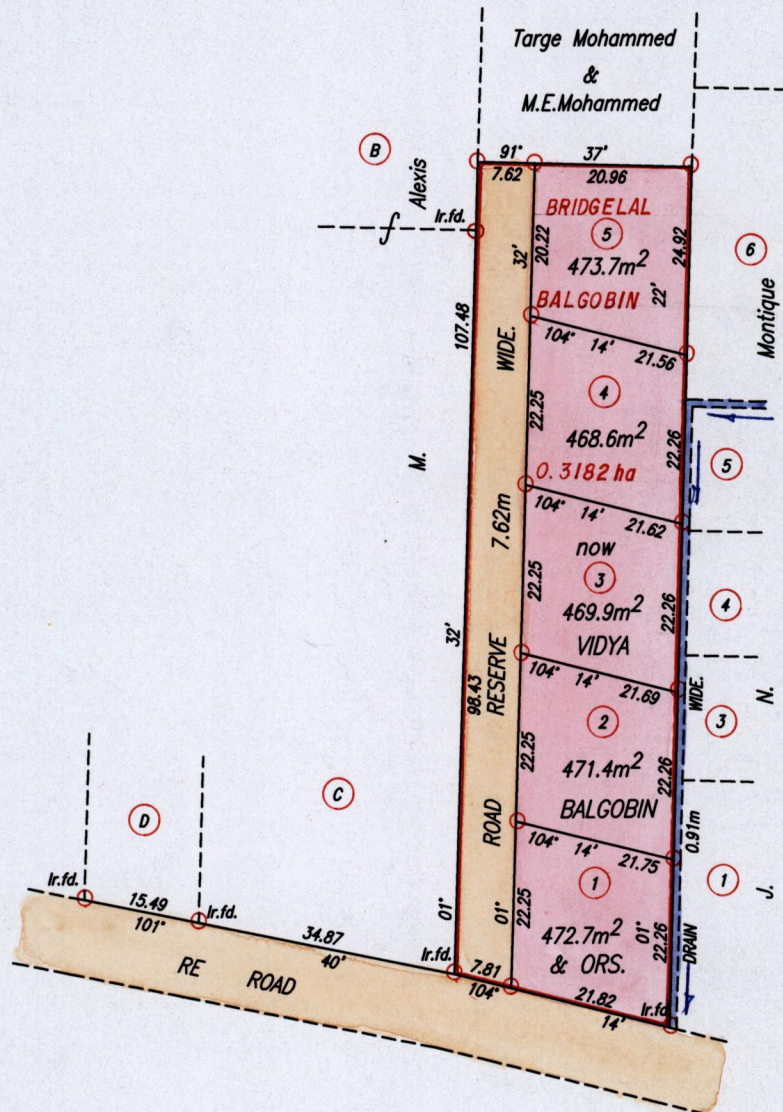 Targe Mohammed
&
M.E.Mohammed
B
Alexis
Ir.fd.
91°
7.62
37'
20.96
BRIDGELAL
5
473.7m²
BALGOBIN
32'
20.22
24.92
22'
6
Montique
104° 14' 21.56
107.48
WIDE.
4
468.6m²
0.3182 ha
22.25
22.26
5
M.
104° 14' 21.62
7.62m
now
3
469.9m²
VIDYA
22.25
22.26
4
32'
98.43
RESERVE
104° 14' 21.69
2
471.4m²
BALGOBIN
22.25
22.26
WIDE.
N.
3
D
C
ROAD
104° 14' 21.75
0.91m
1
472.7m²
& ORS.
22.25
01°
01°
01°
22.26
DRAIN
1
J.
Ir.fd.
15.49
101°
Ir.fd.
34.87
40'
Ir.fd.
7.81
104°
21.82
14'
Ir.fd
RE ROAD